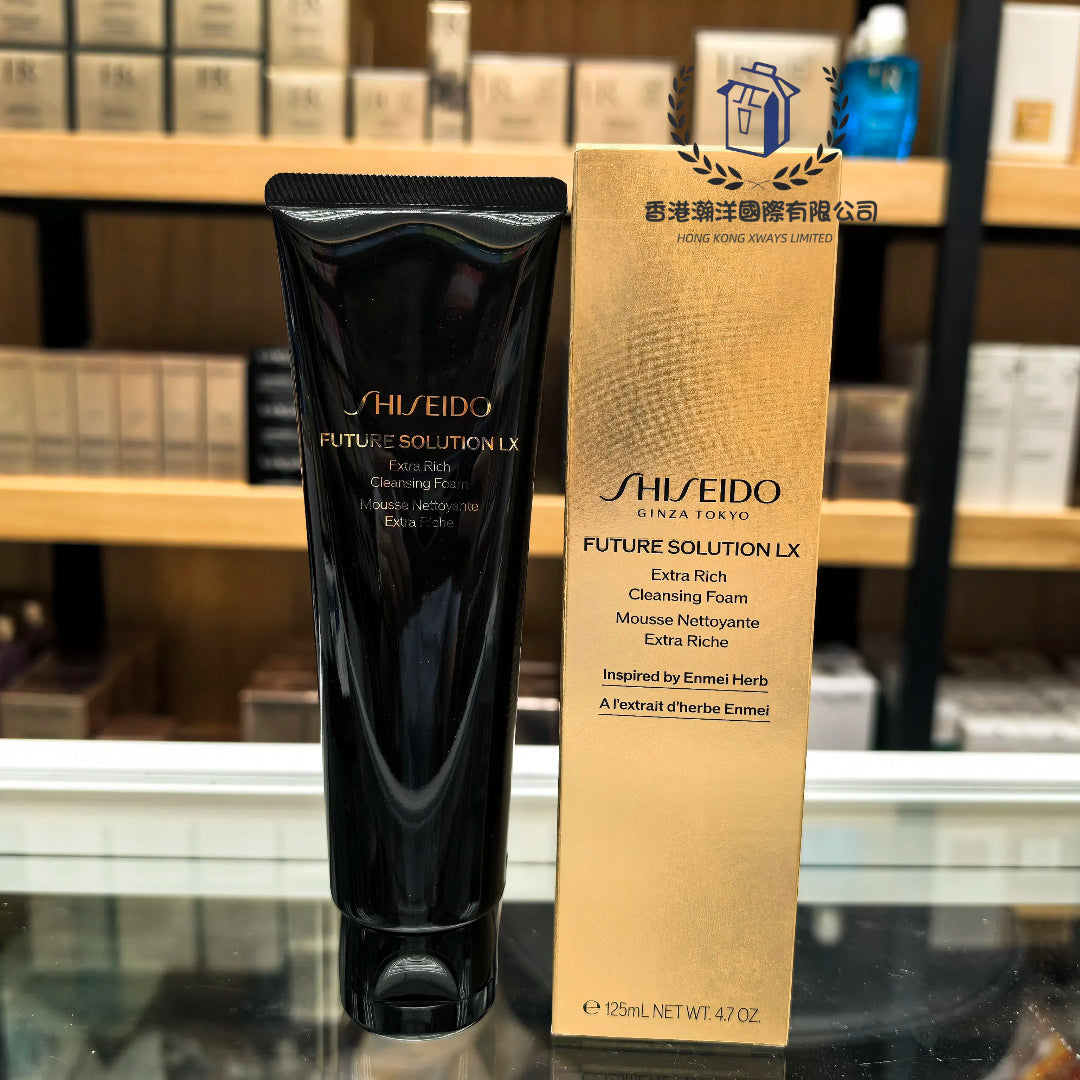 香港瀚洋國際有限公司
HONG KONG XWAYS LIMITED
SHISEIDO
FUTURE SOLUTION LX
Extra Rich
Cleansing Foam
Mousse Nettoyante
Extra Riche
SHISEIDO
GINZA TOKYO
FUTURE SOLUTION LX
Extra Rich
Cleansing Foam
Mousse Nettoyante
Extra Riche
Inspired by Enmei Herb
A l'extrait d'herbe Enmei
℮ 125mL NET WT. 4.7 OZ.